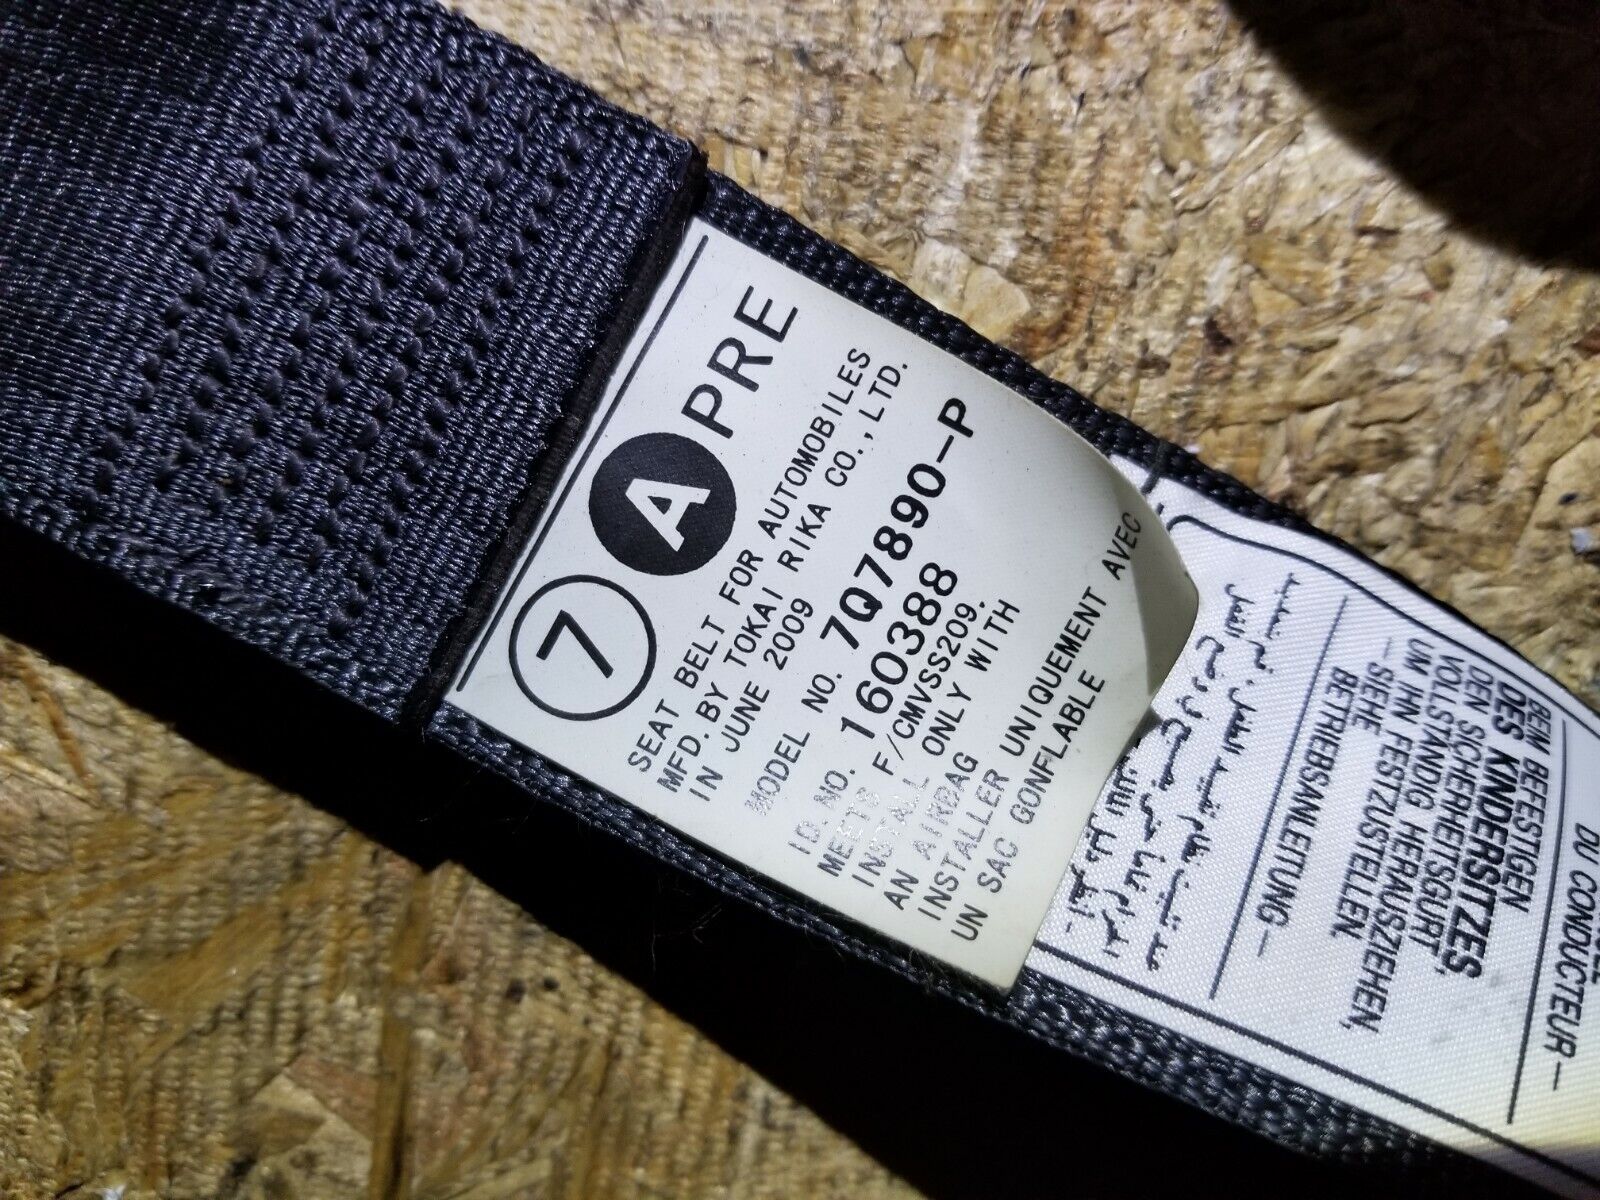 7 A PRE
SEAT BELT FOR AUTOMOBILES
MFD. BY TOKAI RIKA CO., LTD.
IN JUNE 2009
MODEL NO. 7Q7890-P
ID. NO. 160388
MEETS F/CMVSS209.
INSTALL ONLY WITH
AN AIRBAG
INSTALLER UNIQUEMENT AVEC
UN SAC GONFLABLE
BETRIEBSANLEITUNG-
SIEHE
UM IHN FESTZUSTELLEN,
VOLLSTÄNDIG HERAUSZIEHEN,
DEN SICHERHEITSGURT,
DES KINDERSITZES
BEIM BEFESTIGEN
DU CONDUCTEUR-